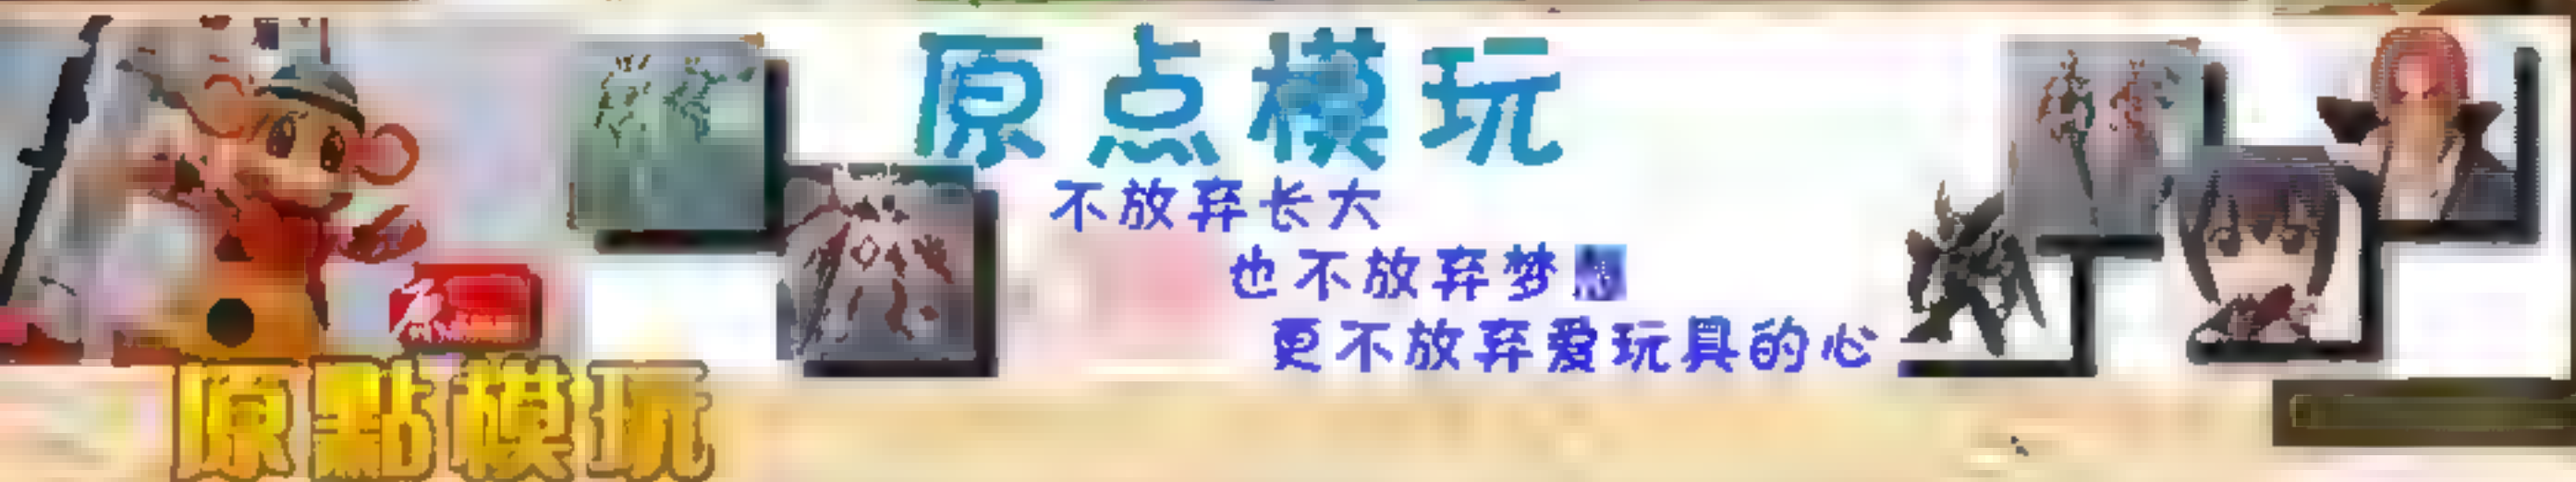 原点模玩
不放弃长大
也不放弃梦
更不放弃爱玩具的心
原點模玩